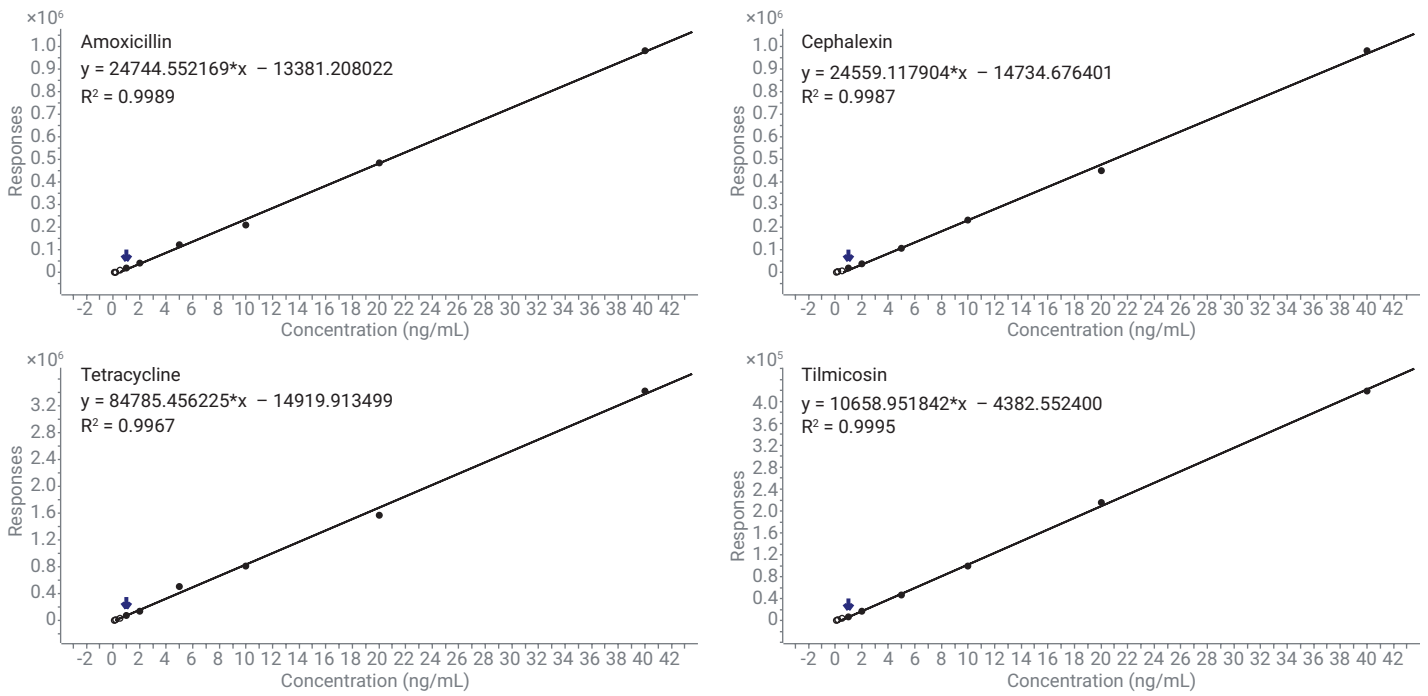 ×10⁶
Amoxicillin
y = 24744.552169*x – 13381.208022
R² = 0.9989
Responses
1.0
0.9
0.8
0.7
0.6
0.5
0.4
0.3
0.2
0.1
0
-2 0 2 4 6 8 10 12 14 16 18 20 22 24 26 28 30 32 34 36 38 40 42
Concentration (ng/mL)
×10⁶
Cephalexin
y = 24559.117904*x – 14734.676401
R² = 0.9987
Responses
1.0
0.9
0.8
0.7
0.6
0.5
0.4
0.3
0.2
0.1
0
-2 0 2 4 6 8 10 12 14 16 18 20 22 24 26 28 30 32 34 36 38 40 42
Concentration (ng/mL)
×10⁶
Tetracycline
y = 84785.456225*x – 14919.913499
R² = 0.9967
Responses
3.2
2.8
2.4
2.0
1.6
1.2
0.8
0.4
0
-2 0 2 4 6 8 10 12 14 16 18 20 22 24 26 28 30 32 34 36 38 40 42
Concentration (ng/mL)
×10⁵
Tilmicosin
y = 10658.951842*x – 4382.552400
R² = 0.9995
Responses
4.0
3.6
3.2
2.8
2.4
2.0
1.6
1.2
0.8
0.4
0
-2 0 2 4 6 8 10 12 14 16 18 20 22 24 26 28 30 32 34 36 38 40 42
Concentration (ng/mL)